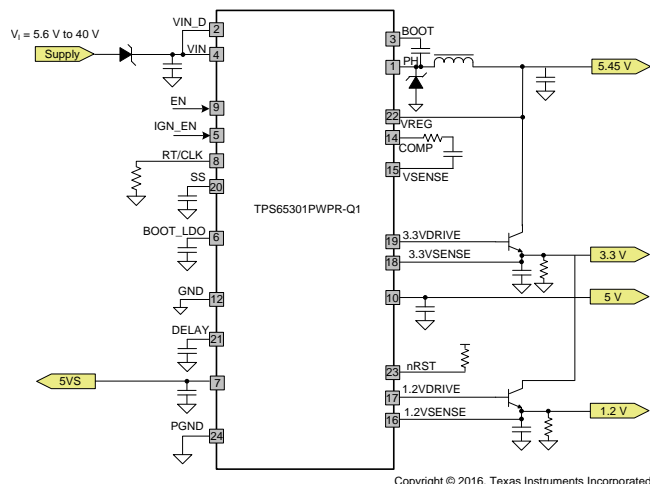 VIN_D
2
VI = 5.6 V to 40 V
Supply
VIN
4
EN
9
IGN_EN
5
RT/CLK
8
SS
20
BOOT_LDO
6
GND
12
DELAY
21
5VS
7
PGND
24
TPS65301PWPR-Q1
BOOT
3
PH
1
5.45 V
22
VREG
14
COMP
15
VSENSE
3.3VDRIVE
19
3.3VSENSE
18
3.3 V
10
5 V
nRST
23
1.2VDRIVE
17
1.2VSENSE
16
1.2 V
Copyright © 2016, Texas Instruments Incorporated